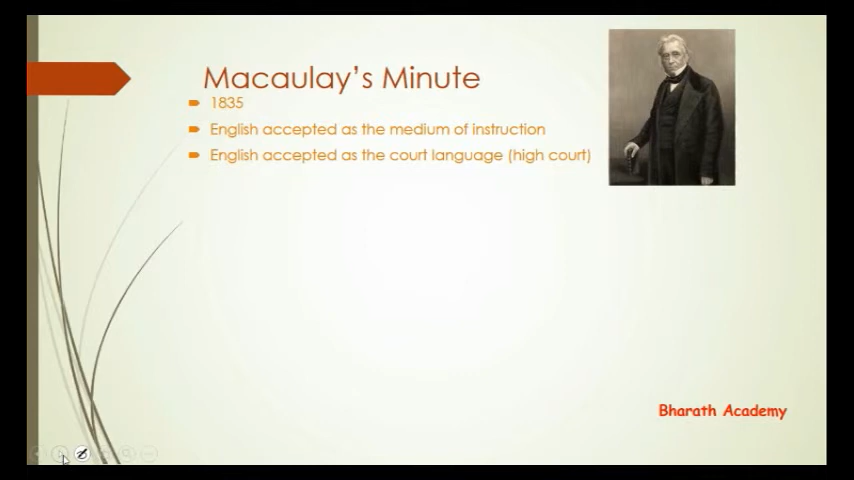 Macaulay's Minute
1835
English accepted as the medium of instruction
English accepted as the court language (high court)
Bharath Academy